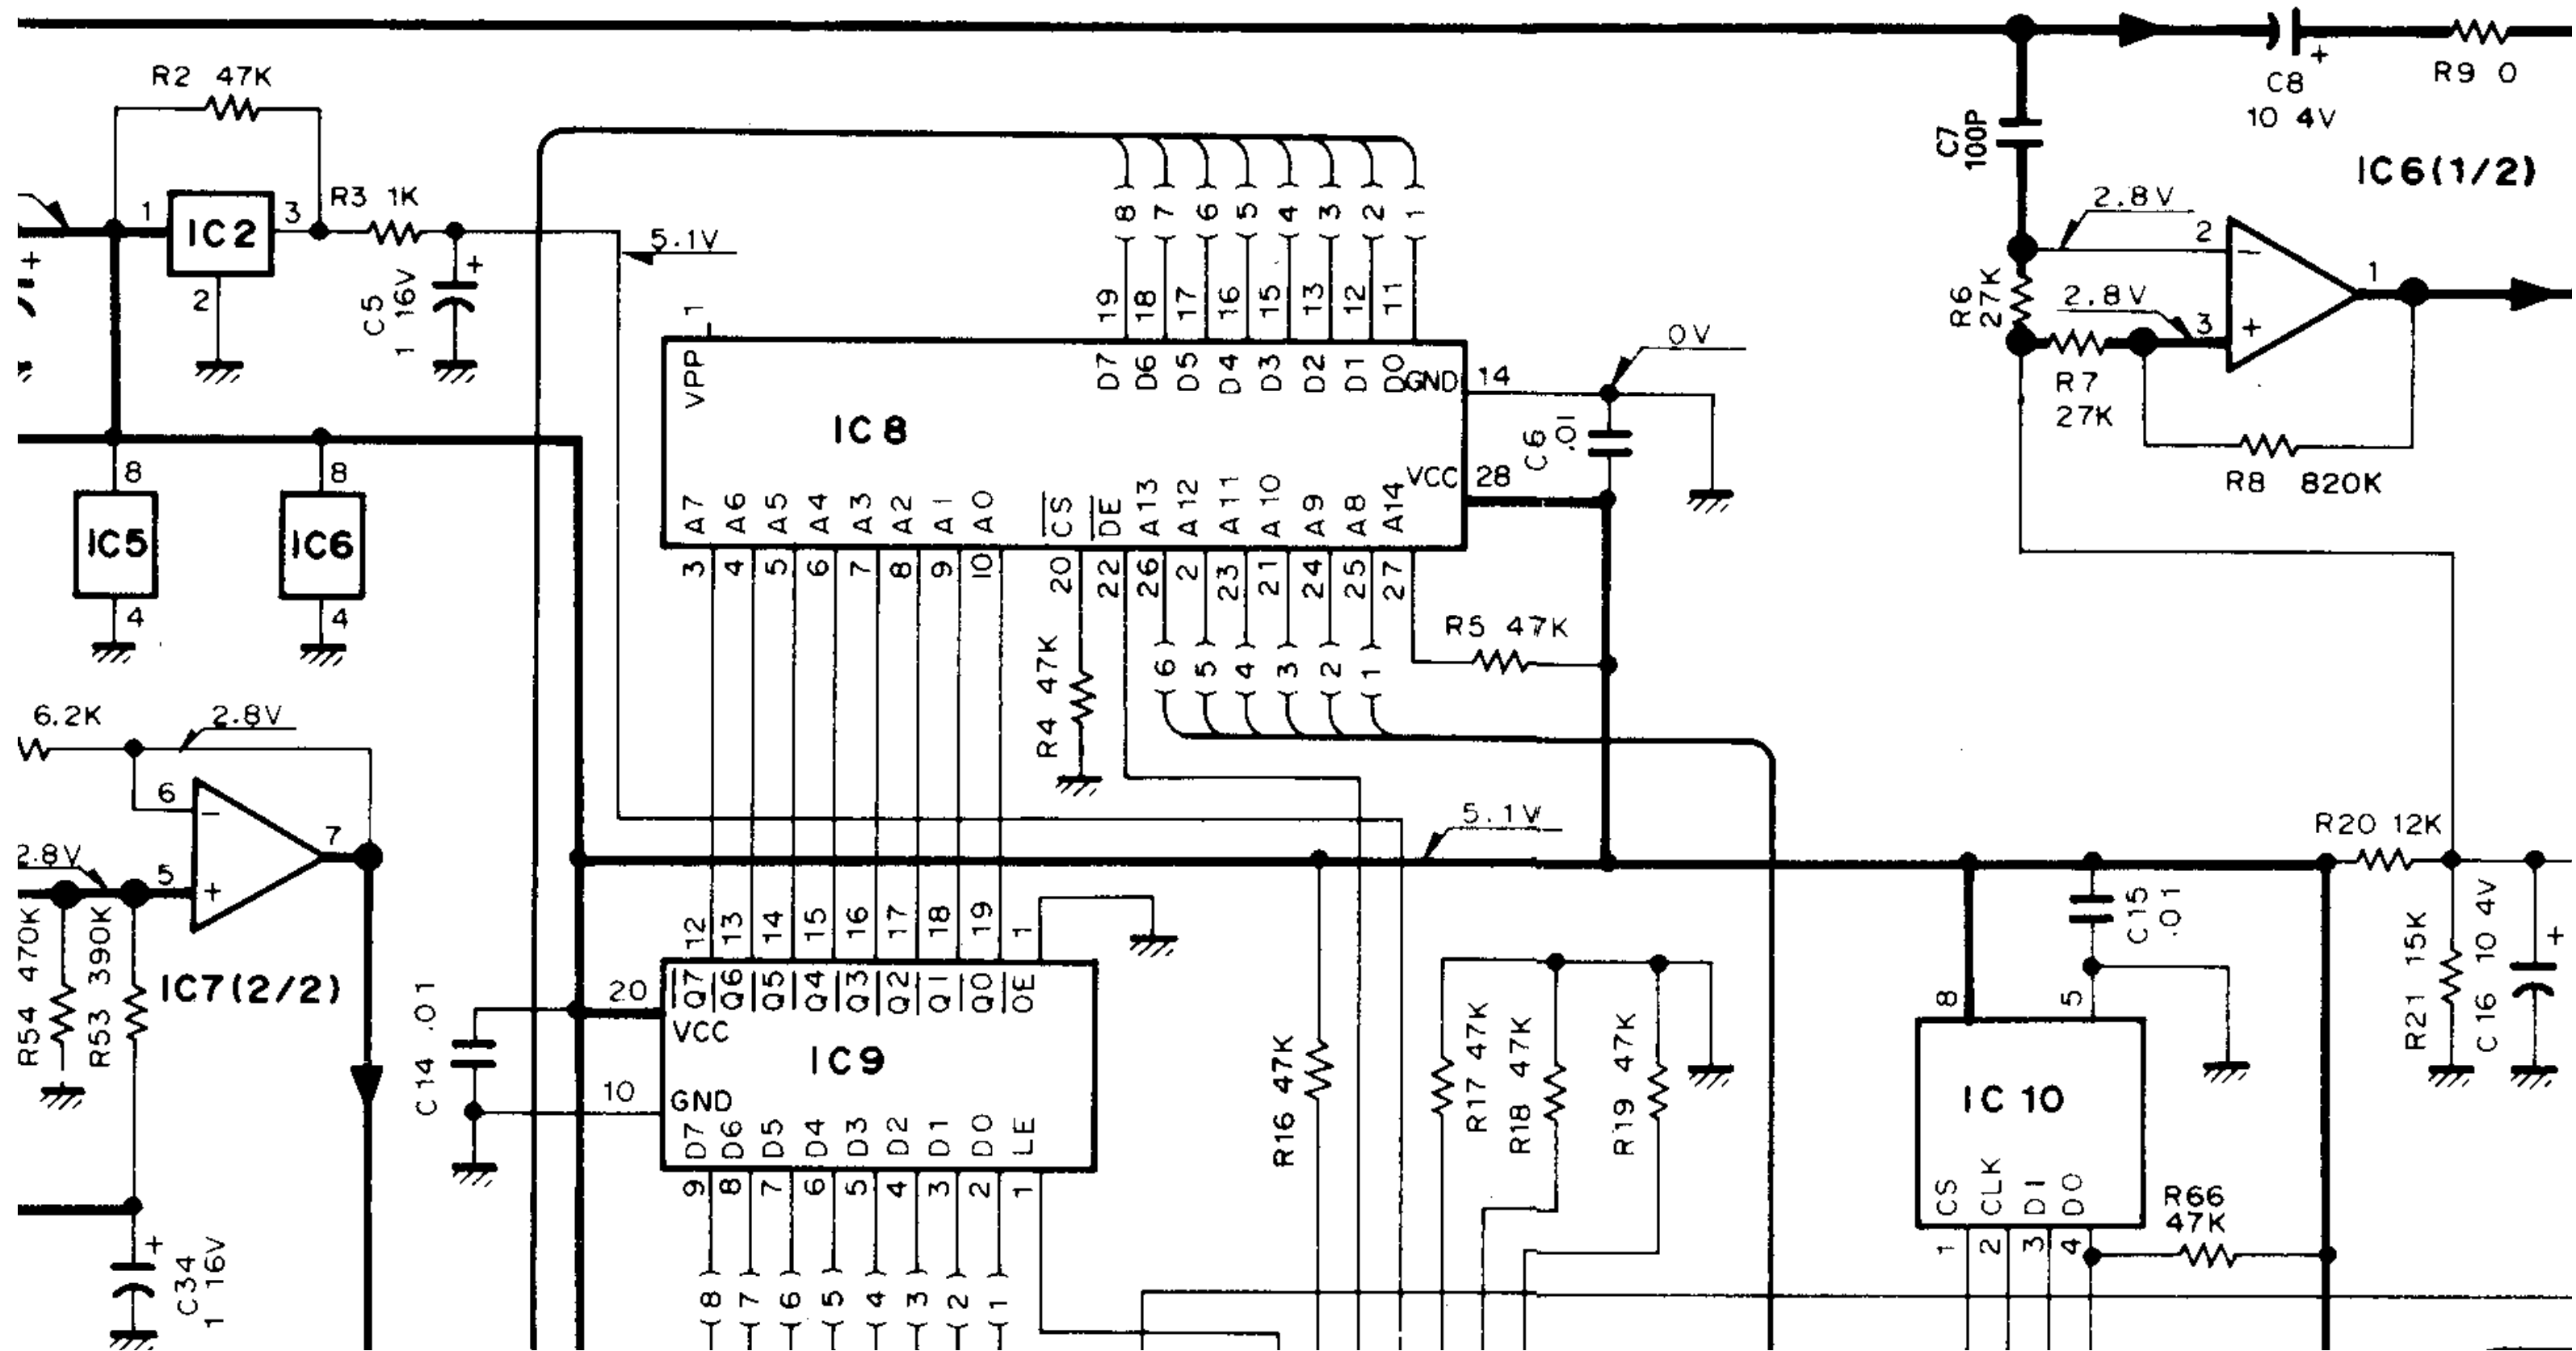 R2 47K
R3 1K
1
IC2
3
2
C5
1 16V
+
+
5.1V
C8
10 4V
+
R9 0
C7
100P
IC6(1/2)
2.8V
2
−
1
R6
27K
2.8V
3
+
R7
27K
R8 820K
8 7 6 5 4 3 2 1
19 18 17 16 15 13 12 11
1
VPP
D7 D6 D5 D4 D3 D2 D1 D0
GND 14
0V
IC8
C6
.01
VCC 28
A7 A6 A5 A4 A3 A2 A1 A0 CS DE A13 A12 A11 A10 A9 A8 A14
3 4 5 6 7 8 9 10 20 22 26 2 23 21 24 25 27
6 5 4 3 2 1
R4 47K
R5 47K
8
IC5
4
8
IC6
4
6.2K
2.8V
6
−
7
2.8V
5
+
R54 470K
R53 390K
IC7(2/2)
C34
1 16V
+
5.1V
R20 12K
C14 .01
12 13 14 15 16 17 18 19 1
20
Q7 Q6 Q5 Q4 Q3 Q2 Q1 Q0 OE
VCC
IC9
10
GND
D7 D6 D5 D4 D3 D2 D1 D0 LE
9 8 7 6 5 4 3 2 1
8 7 6 5 4 3 2 1
R16 47K
R17 47K
R18 47K
R19 47K
C15
.01
8
5
IC 10
CS CLK DI DO
1 2 3 4
R66
47K
R21 15K
C16 10 4V
+